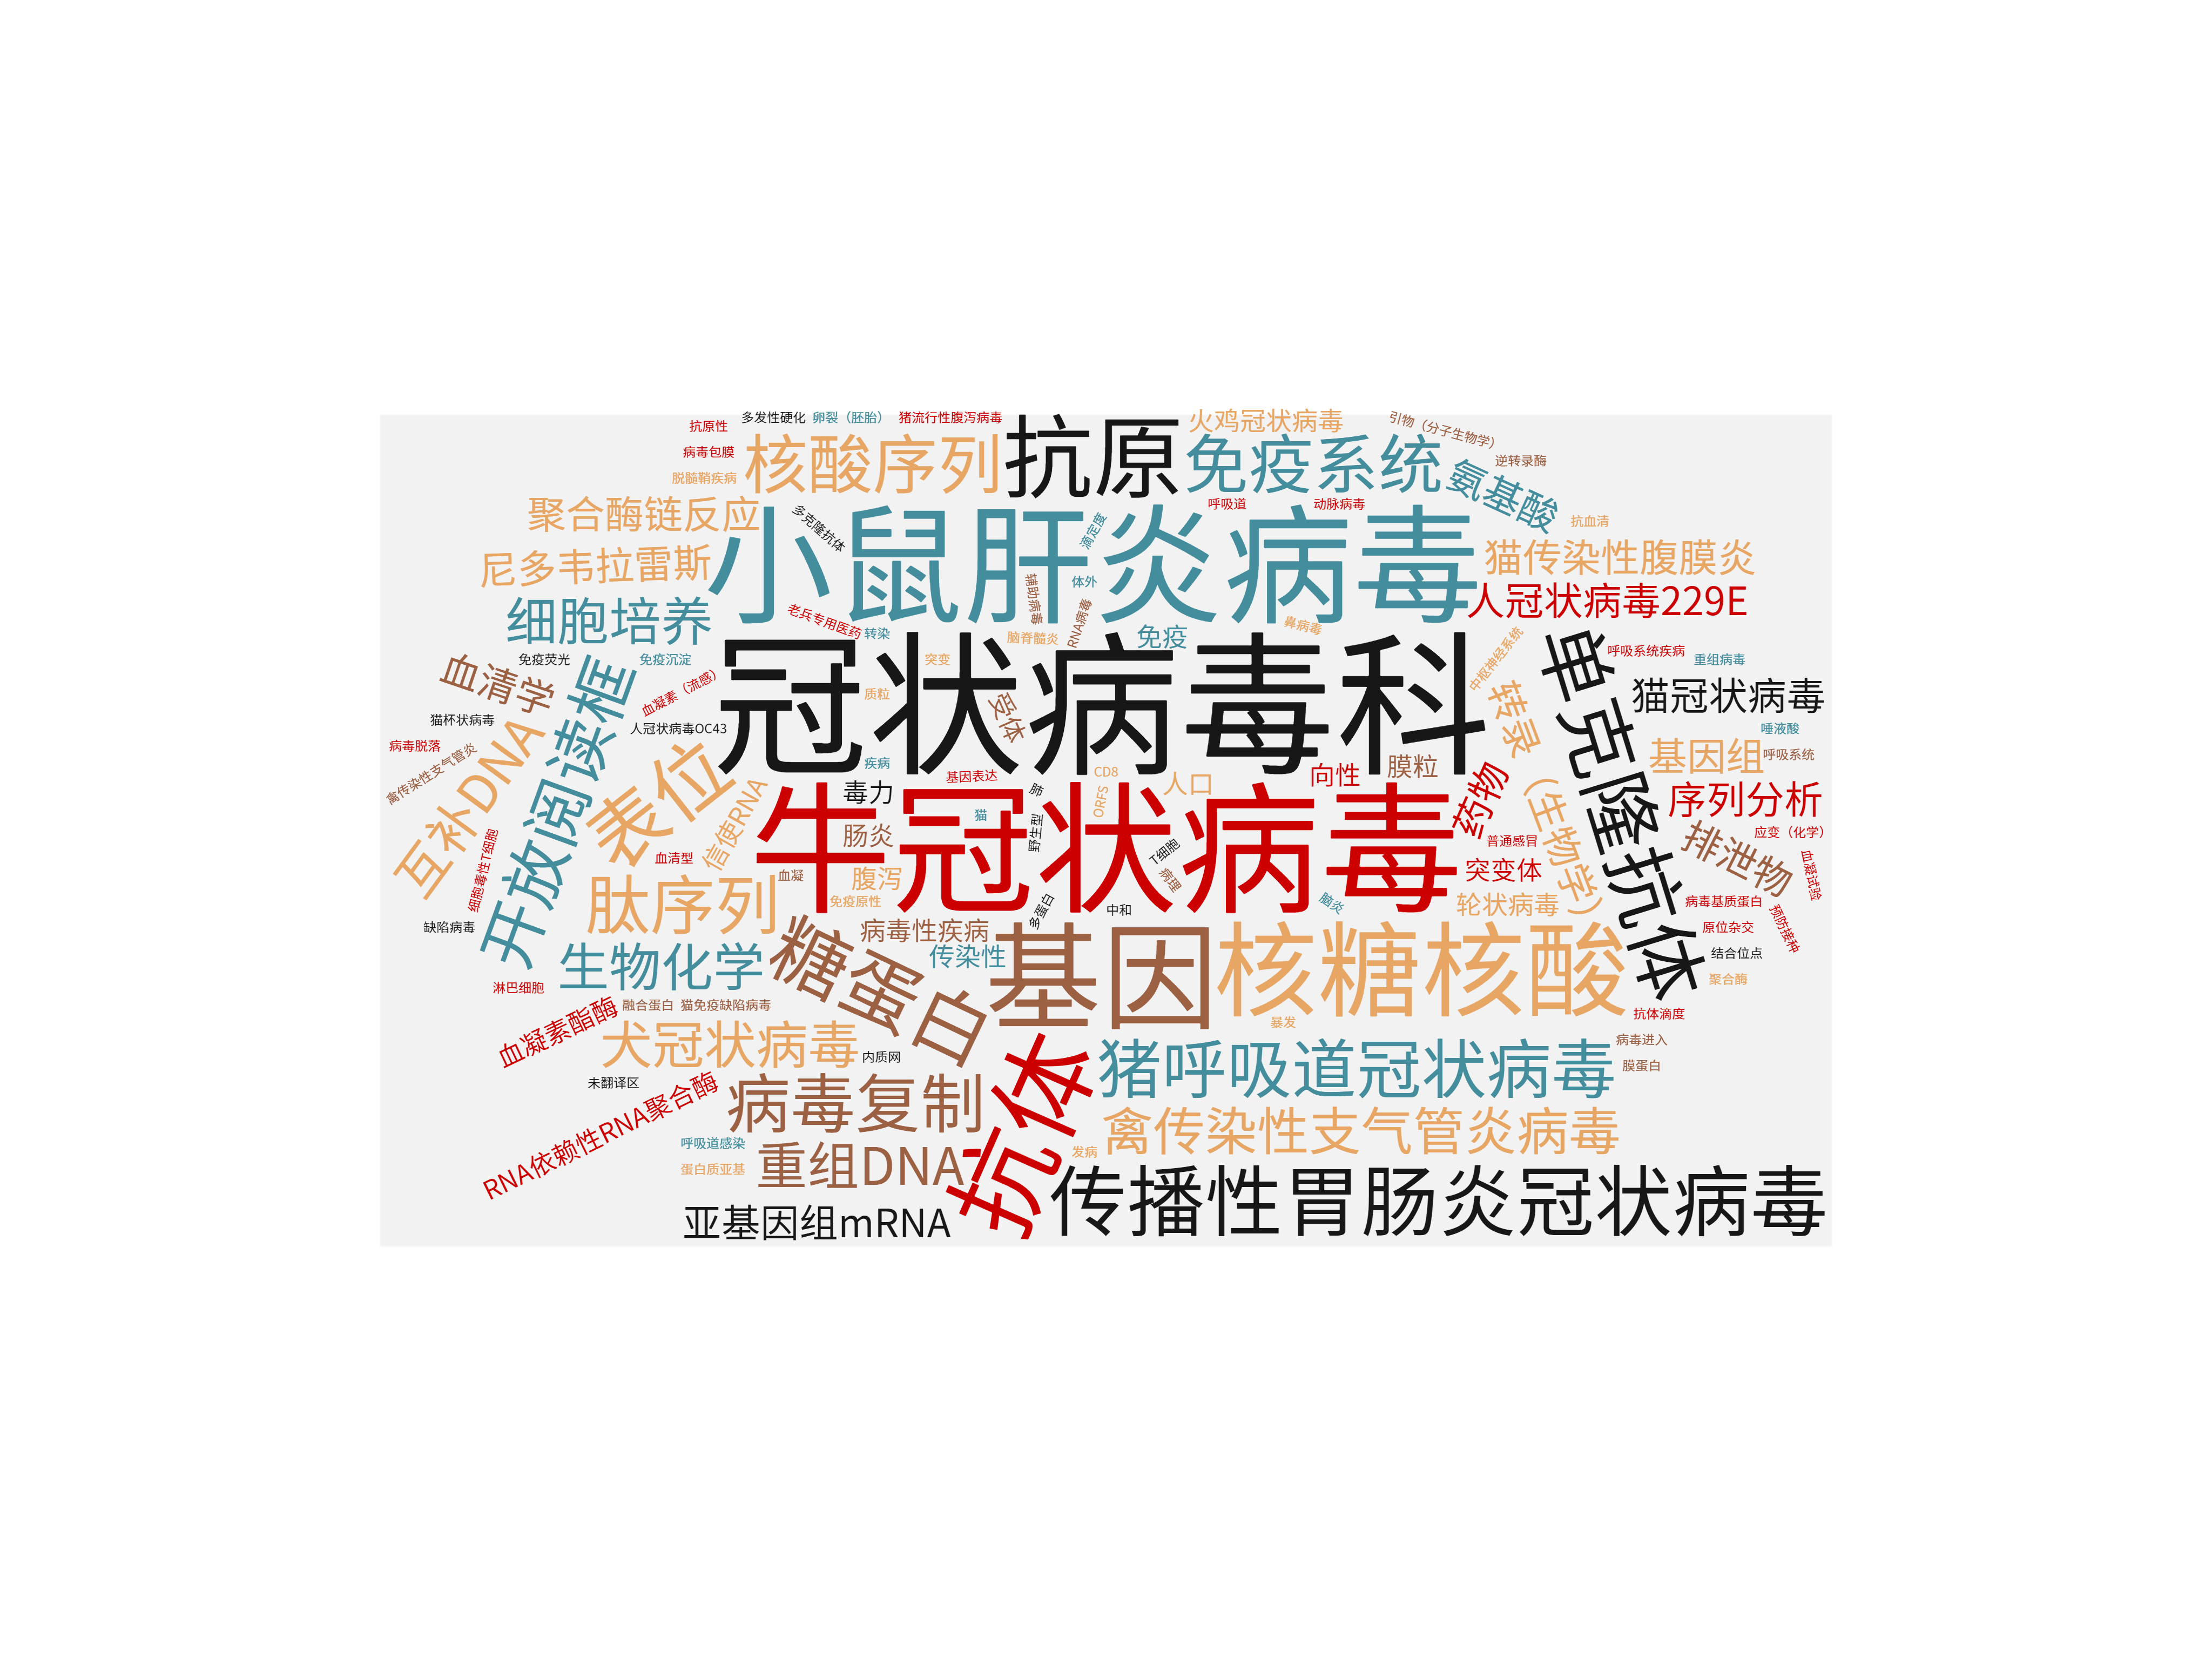 多发性硬化
卵裂（胚胎）
猪流行性腹泻病毒
抗原性
抗原
火鸡冠状病毒
引物（分子生物学）
病毒包膜
核酸序列
免疫系统
逆转录酶
脱髓鞘疾病
氨基酸
聚合酶链反应
多克隆抗体
小鼠肝炎病毒
滴定度
呼吸道
动脉病毒
抗血清
尼多韦拉雷斯
猫传染性腹膜炎
体外
辅助病毒
人冠状病毒229E
细胞培养
老兵专用医药
转染
脑脊髓炎
RNA病毒
免疫
鼻病毒
免疫荧光
免疫沉淀
突变
冠状病毒科
中枢神经系统
单克隆抗体
呼吸系统疾病
重组病毒
血清学
血凝素（流感）
质粒
受体
转录（生物学）
猫冠状病毒
猫杯状病毒
人冠状病毒OC43
唾液酸
病毒脱落
禽传染性支气管炎
互补DNA
开放阅读框
表位
疾病
基因表达
CD8
人口
向性
膜粒
基因组
呼吸系统
毒力
肺
ORFS
药物
序列分析
信使RNA
猫
牛冠状病毒
肠炎
野生型
普通感冒
排泄物
应变（化学）
细胞毒性T细胞
血清型
血凝
腹泻
T细胞
病理
突变体
血凝试验
肽序列
免疫原性
多蛋白
中和
脑炎
轮状病毒
病毒基质蛋白
预防接种
缺陷病毒
病毒性疾病
原位杂交
生物化学
糖蛋白
传染性
基因
核糖核酸
结合位点
聚合酶
淋巴细胞
融合蛋白
猫免疫缺陷病毒
抗体滴度
血凝素酯酶
犬冠状病毒
内质网
暴发
病毒进入
未翻译区
抗体
猪呼吸道冠状病毒
膜蛋白
RNA依赖性RNA聚合酶
病毒复制
禽传染性支气管炎病毒
呼吸道感染
重组DNA
发病
蛋白质亚基
传播性胃肠炎冠状病毒
亚基因组mRNA